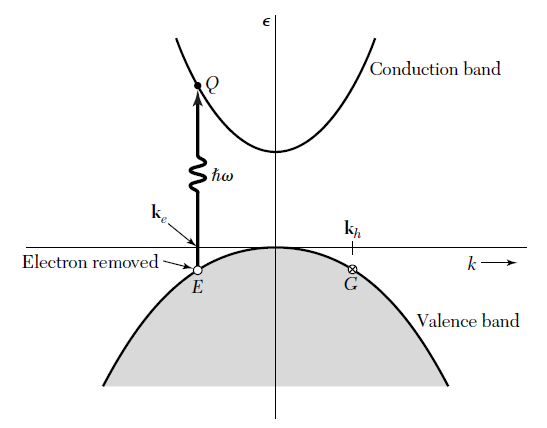 ϵ
Q
Conduction band
ħω
k_e
k_h
Electron removed
k
E
G
Valence band